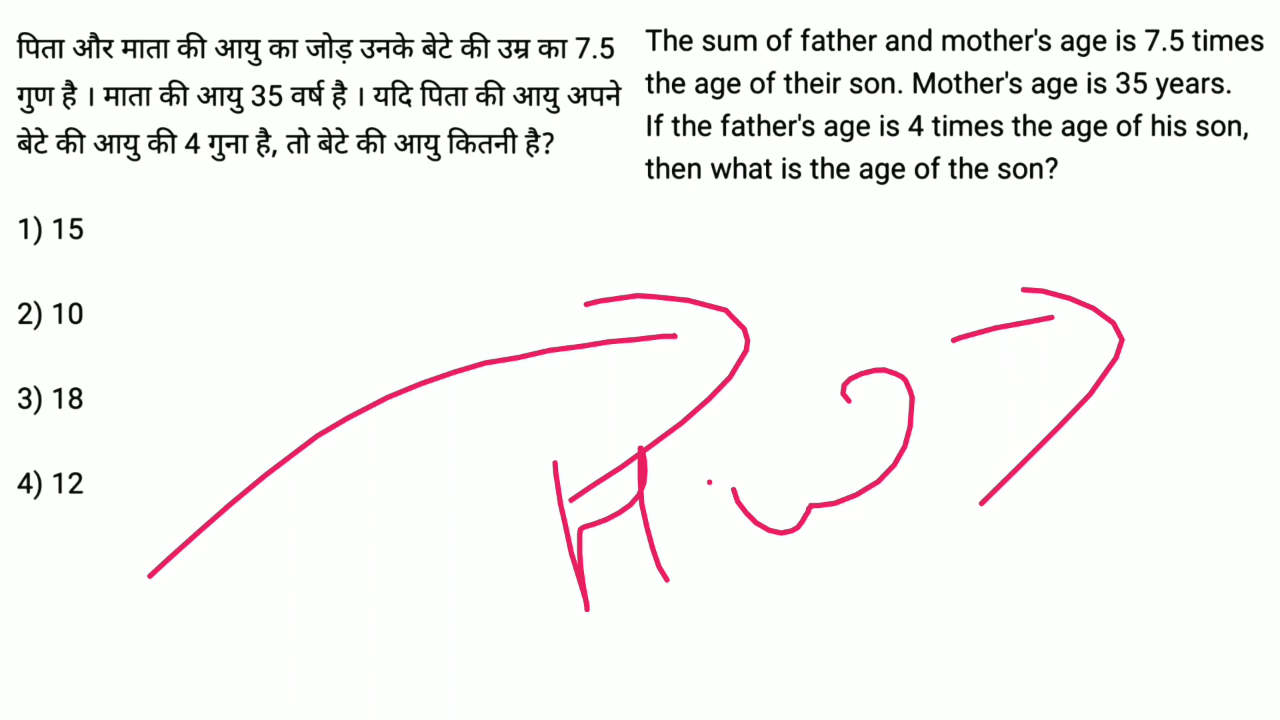 पिता और माता की आयु का जोड़ उनके बेटे की उम्र का 7.5
गुण है । माता की आयु 35 वर्ष है । यदि पिता की आयु अपने
बेटे की आयु की 4 गुना है, तो बेटे की आयु कितनी है?
The sum of father and mother's age is 7.5 times
the age of their son. Mother's age is 35 years.
If the father's age is 4 times the age of his son,
then what is the age of the son?
1) 15
2) 10
3) 18
4) 12